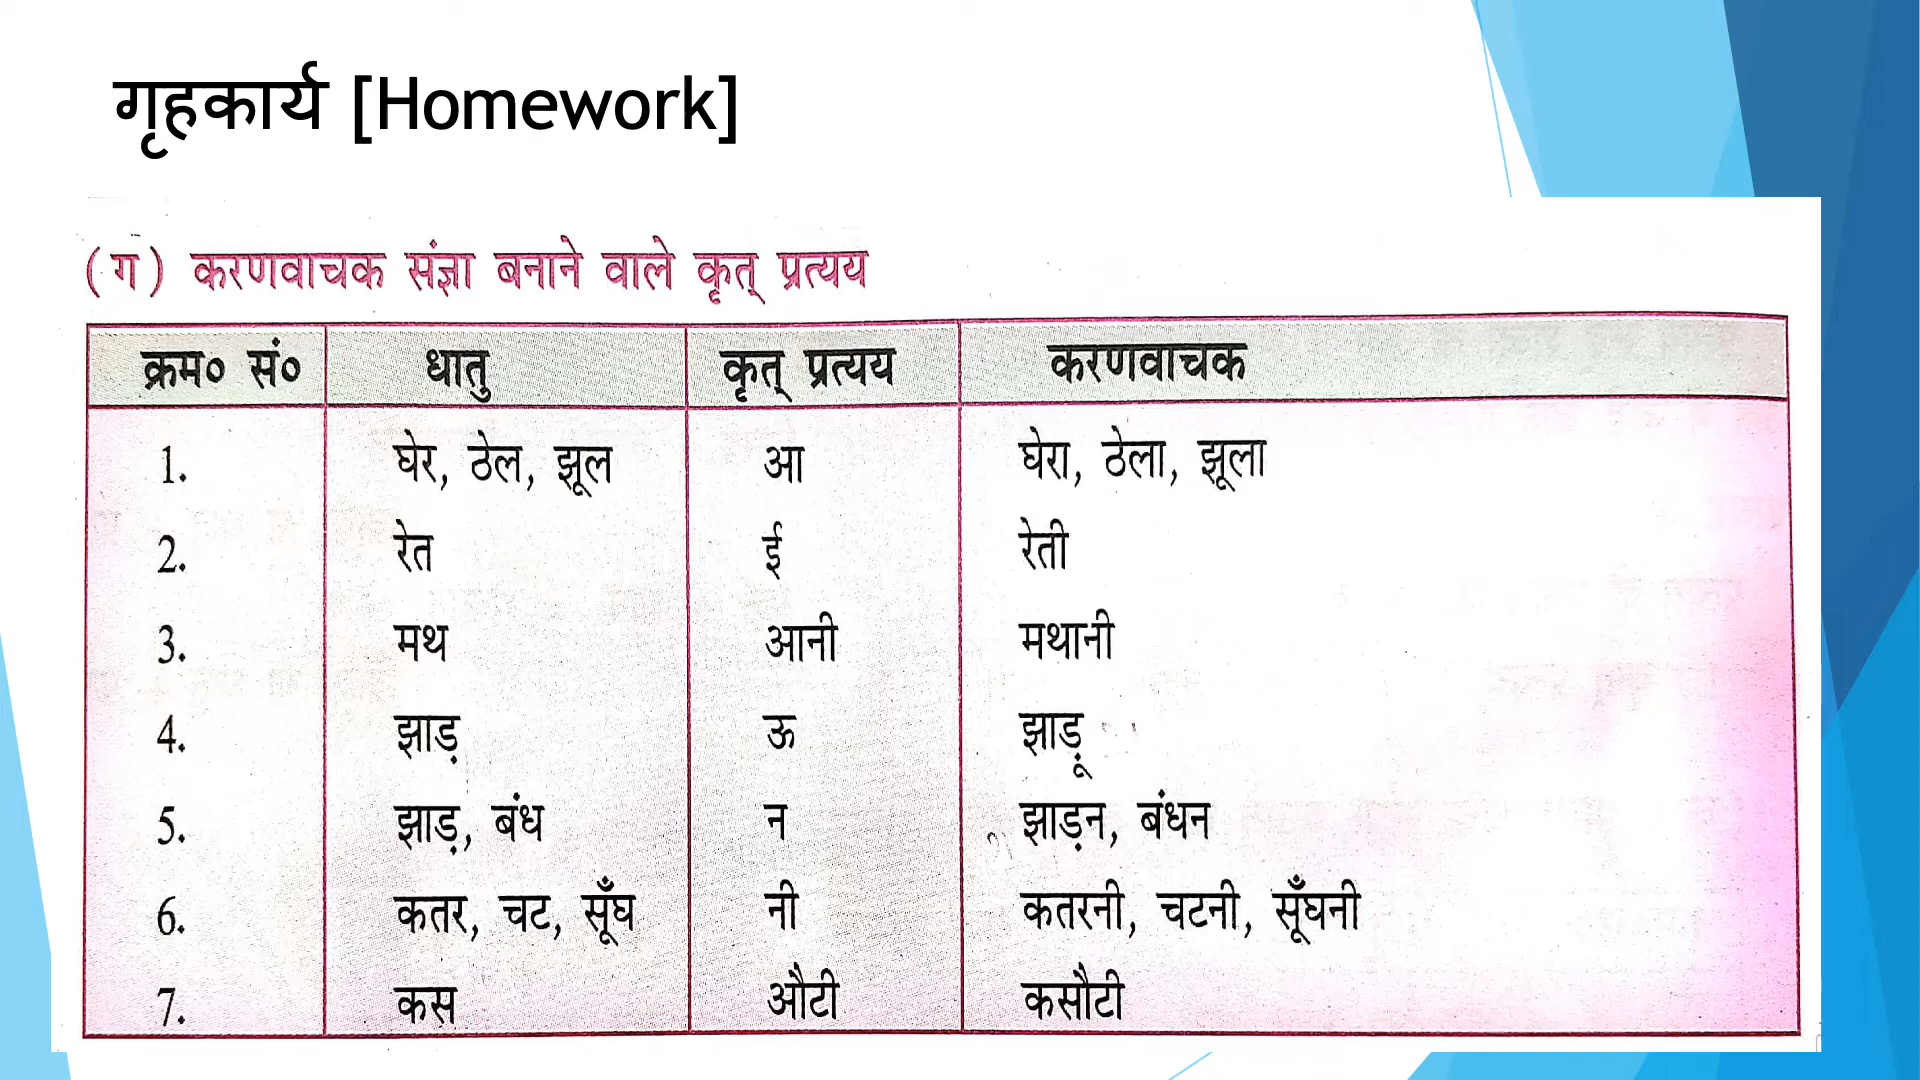 गृहकार्य [Homework]
(ग) करणवाचक संज्ञा बनाने वाले कृत् प्रत्यय
क्रम० सं० धातु कृत् प्रत्यय करणवाचक
1. घेर, ठेल, झूल आ घेरा, ठेला, झूला
2. रेत ई रेती
3. मथ आनी मथानी
4. झाड़ ऊ झाड़ू
5. झाड़, बंध न झाड़न, बंधन
6. कतर, चट, सूँघ नी कतरनी, चटनी, सूँघनी
7. कस औटी कसौटी